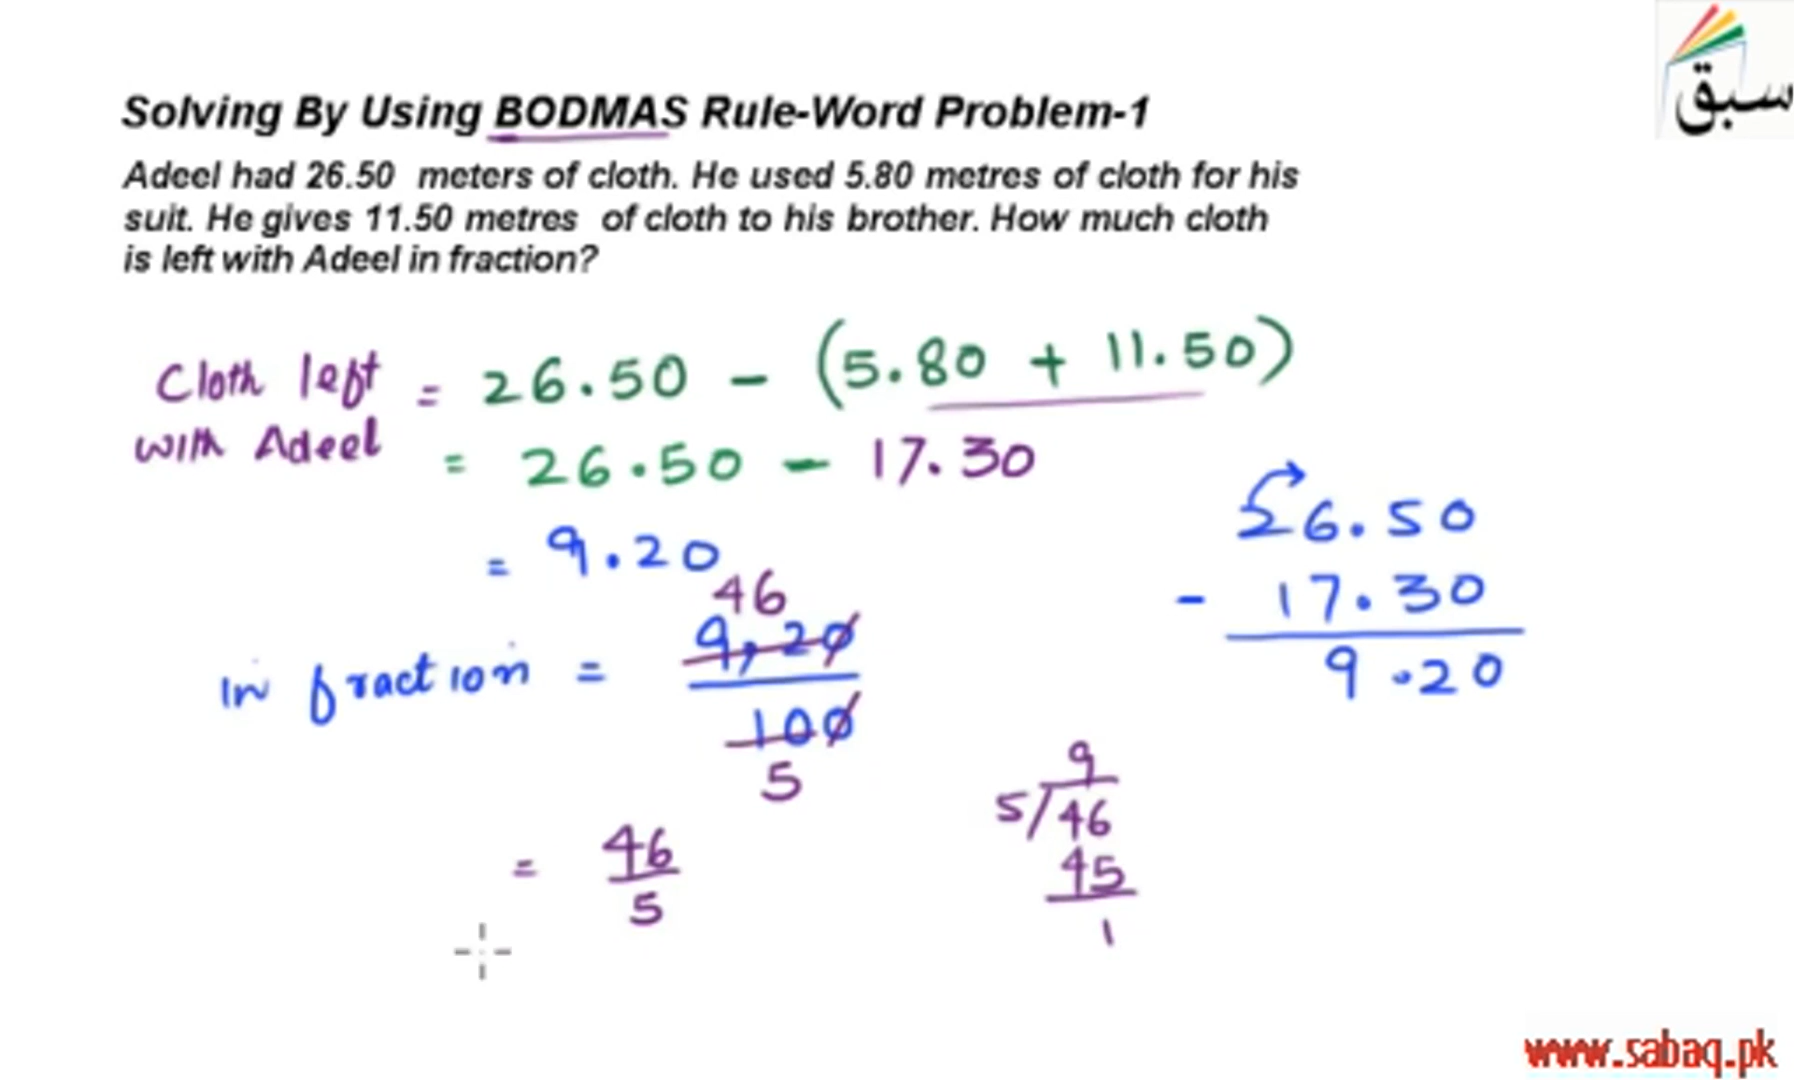 سبق
Solving By Using BODMAS Rule-Word Problem-1
Adeel had 26.50 meters of cloth. He used 5.80 metres of cloth for his
suit. He gives 11.50 metres of cloth to his brother. How much cloth
is left with Adeel in fraction?
Cloth left = 26.50 - (5.80 + 11.50)
with Adeel = 26.50 - 17.30
= 9.20
26.50
- 17.30
9.20
46
In fraction = 9,20
100
5
= 46
5
9
5/46
45
1
www.sabaq.pk